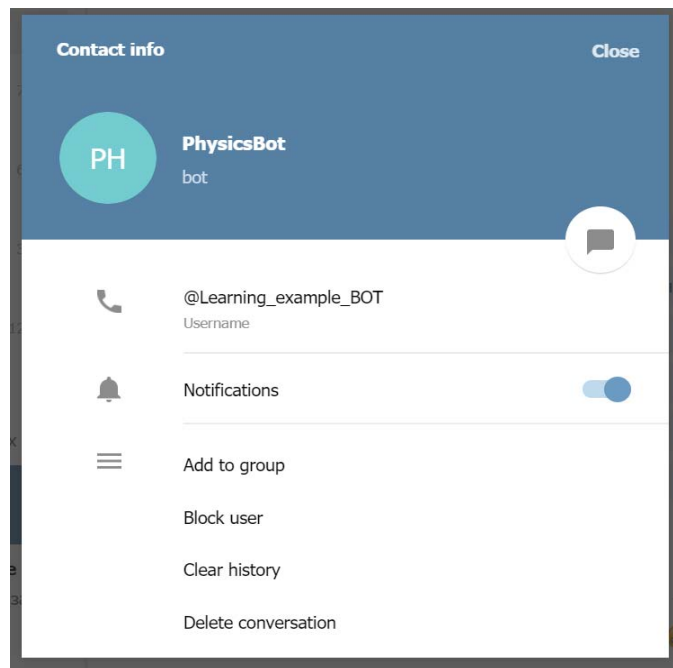 Contact info
Close
PH
PhysicsBot
bot
@Learning_example_BOT
Username
Notifications
Add to group
Block user
Clear history
Delete conversation